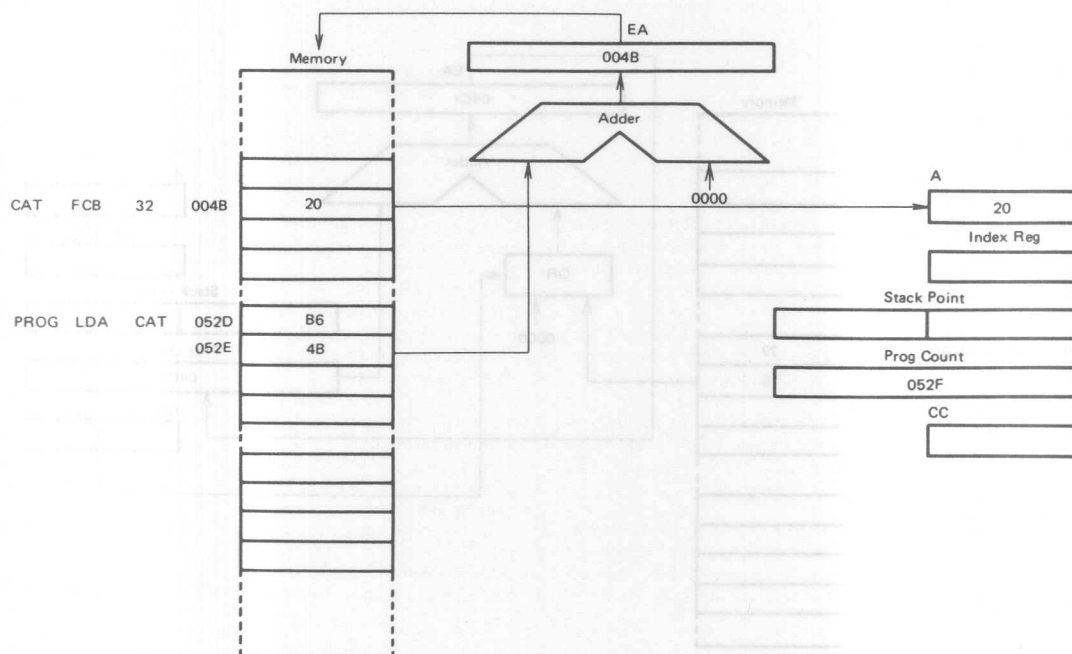 EA
Memory
004B
Adder
0000
A
CAT FCB 32 004B 20
20
Index Reg
Stack Point
PROG LDA CAT 052D B6
052E 4B
Prog Count
052F
CC